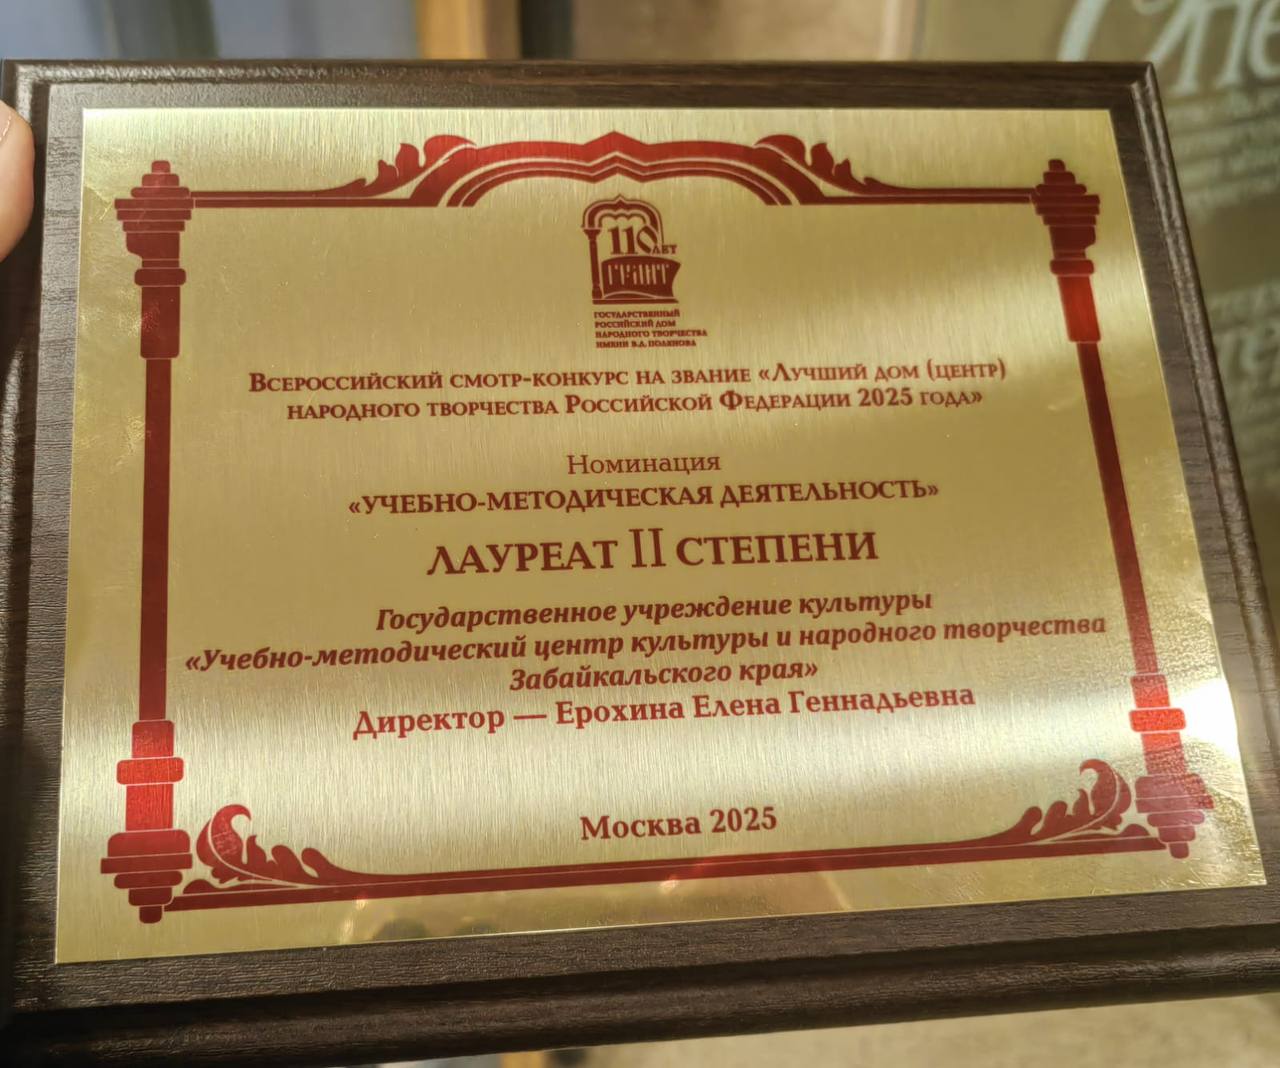 110 ЛЕТ
ГРДНТ
ГОСУДАРСТВЕННЫЙ
РОССИЙСКИЙ ДОМ
НАРОДНОГО ТВОРЧЕСТВА
ИМЕНИ В.Д. ПОЛЕНОВА
ВСЕРОССИЙСКИЙ СМОТР-КОНКУРС НА ЗВАНИЕ «ЛУЧШИЙ ДОМ (ЦЕНТР)
НАРОДНОГО ТВОРЧЕСТВА РОССИЙСКОЙ ФЕДЕРАЦИИ 2025 ГОДА»
Номинация
«УЧЕБНО-МЕТОДИЧЕСКАЯ ДЕЯТЕЛЬНОСТЬ»
ЛАУРЕАТ II СТЕПЕНИ
Государственное учреждение культуры
«Учебно-методический центр культуры и народного творчества
Забайкальского края»
Директор — Ерохина Елена Геннадьевна
Москва 2025